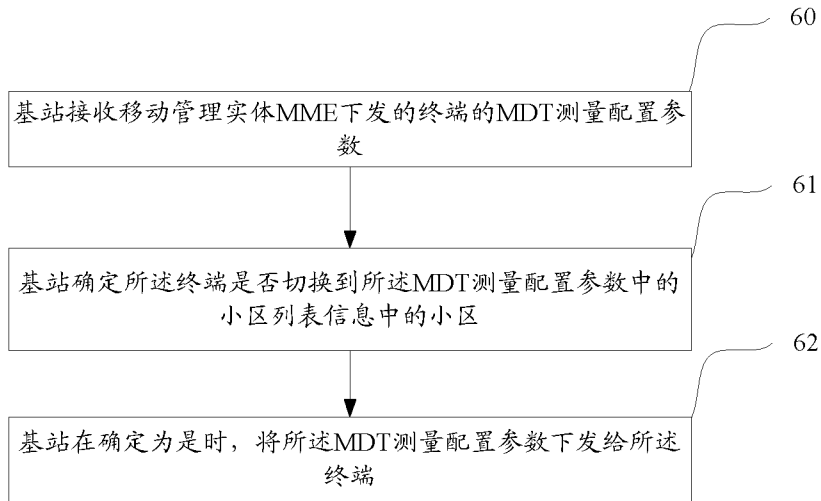 60
基站接收移动管理实体MME下发的终端的MDT测量配置参
数
61
基站确定所述终端是否切换到所述MDT测量配置参数中的
小区列表信息中的小区
62
基站在确定为是时，将所述MDT测量配置参数下发给所述
终端